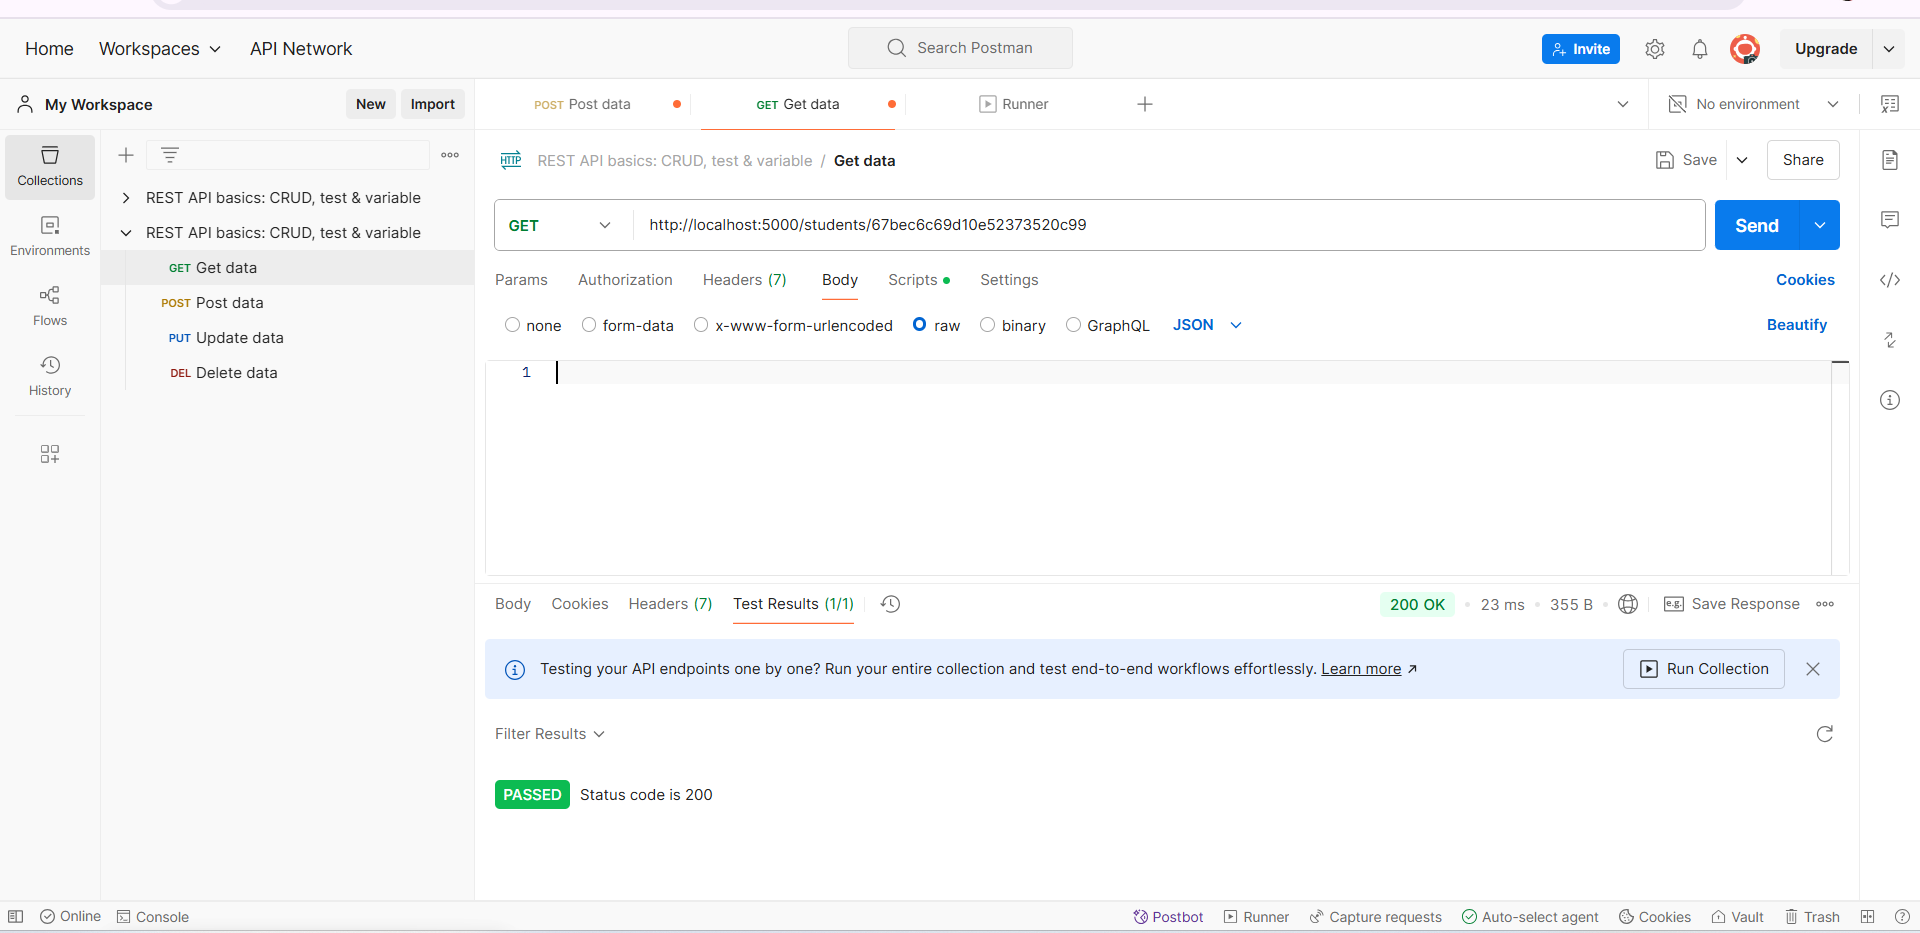 Home Workspaces API Network Search Postman Invite Upgrade
My Workspace New Import POST Post data GET Get data Runner No environment
Collections
Environments
Flows
History
REST API basics: CRUD, test & variable
REST API basics: CRUD, test & variable
GET Get data
POST Post data
PUT Update data
DEL Delete data
HTTP REST API basics: CRUD, test & variable / Get data Save Share
GET http://localhost:5000/students/67bec6c69d10e52373520c99 Send
Params Authorization Headers (7) Body Scripts Settings Cookies
none form-data x-www-form-urlencoded raw binary GraphQL JSON Beautify
1
Body Cookies Headers (7) Test Results (1/1) 200 OK 23 ms 355 B e.g. Save Response
Testing your API endpoints one by one? Run your entire collection and test end-to-end workflows effortlessly. Learn more Run Collection
Filter Results
PASSED Status code is 200
Online Console Postbot Runner Capture requests Auto-select agent Cookies Vault Trash